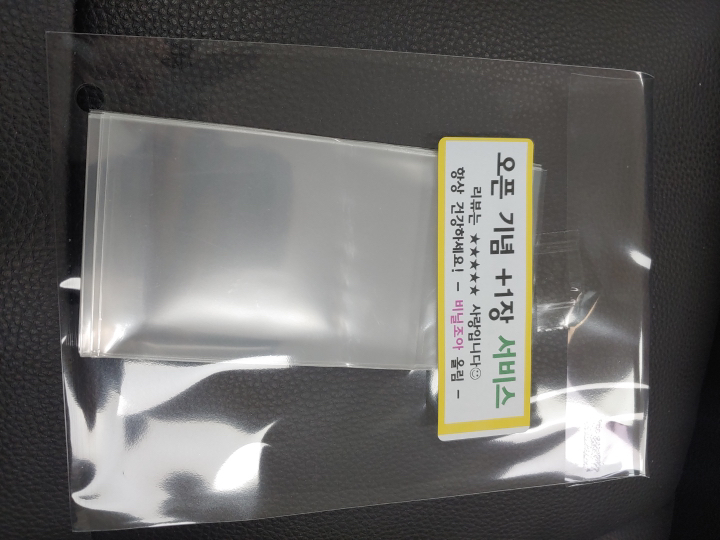 오픈 기념 +1장 서비스
리뷰는 ★★★★★ 사랑입니다☺
항상 건강하세요! - 비닐조아 올림 -